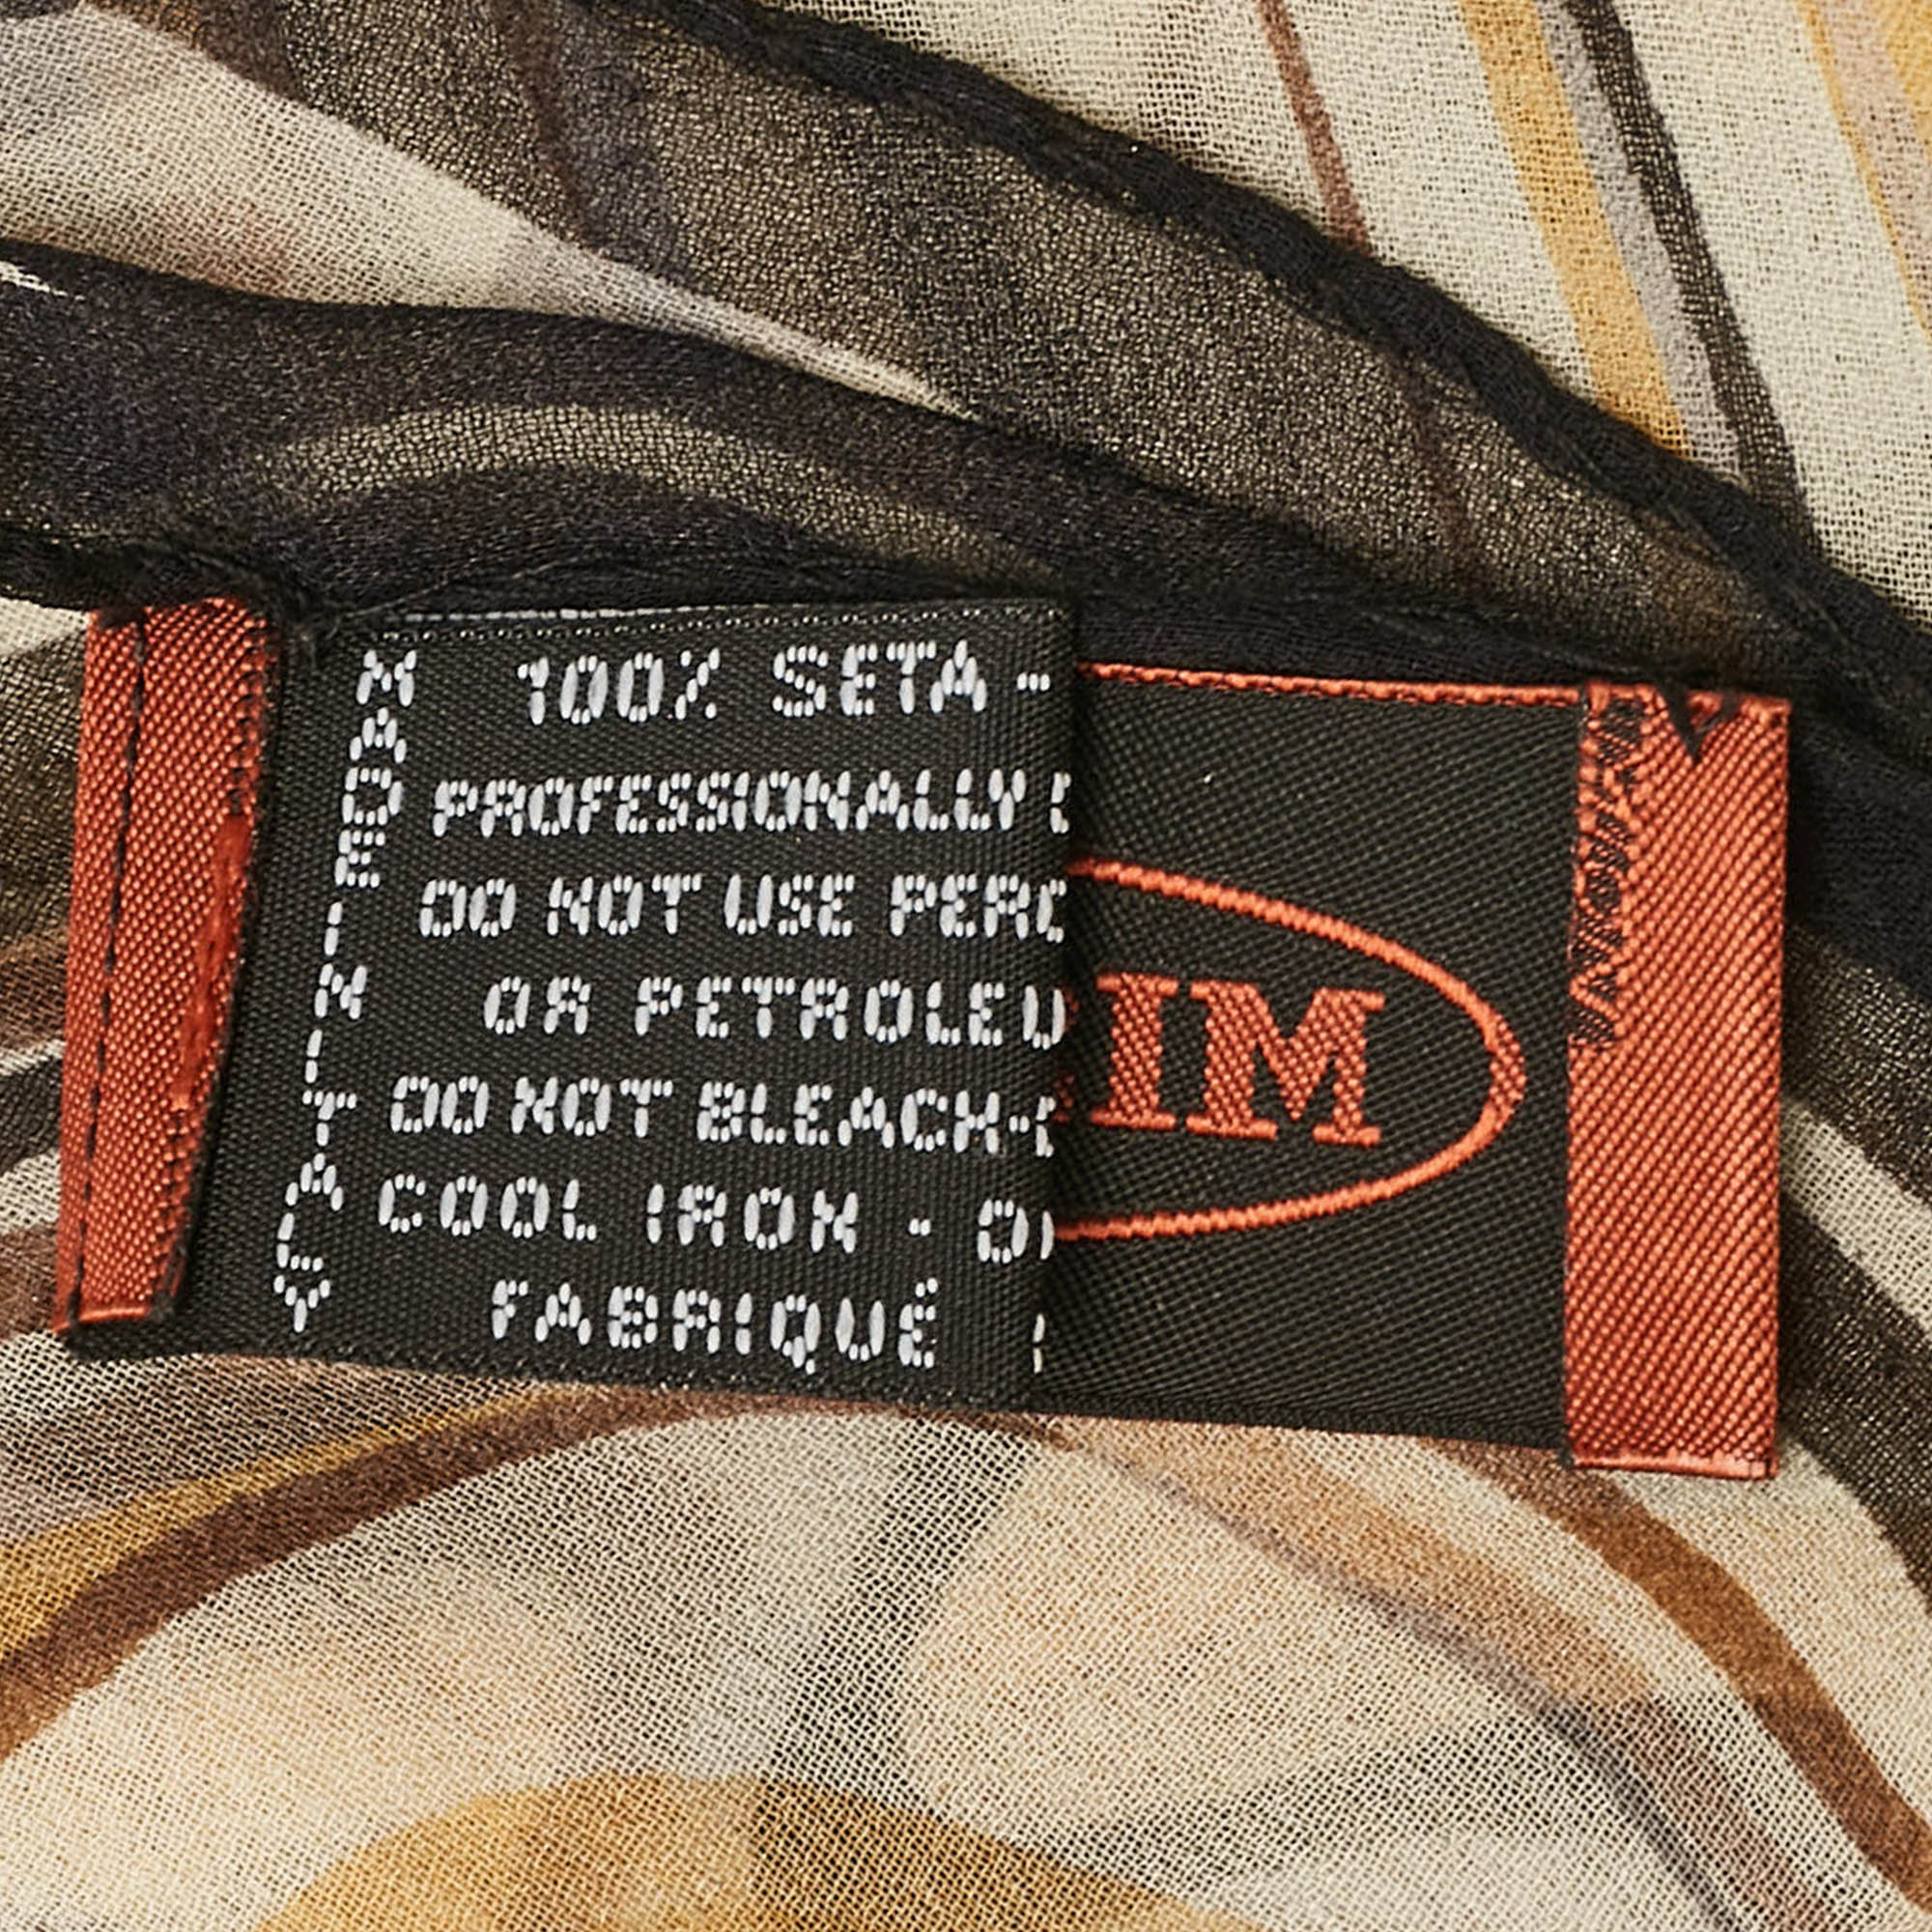 MADE-IN-ITALY
100% SETA -
PROFESSIONALLY
DO NOT USE PERC
OR PETROLEU
DO NOT BLEACH-
COOL IRON -
FABRIQUÉ
IM